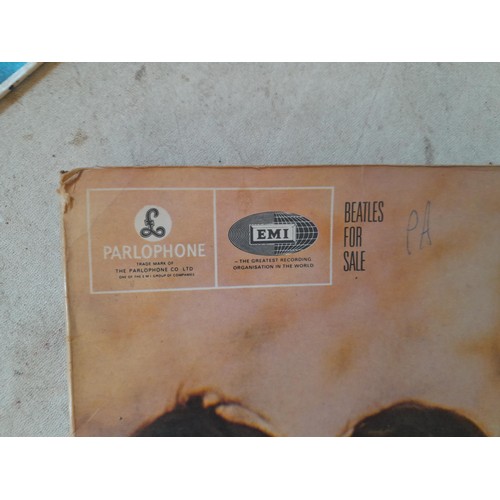 £
PARLOPHONE
TRADE MARK OF
THE PARLOPHONE CO LTD
ONE OF THE E M I GROUP OF COMPANIES
EMI
—THE GREATEST RECORDING
ORGANISATION IN THE WORLD
BEATLES
FOR
SALE
PA